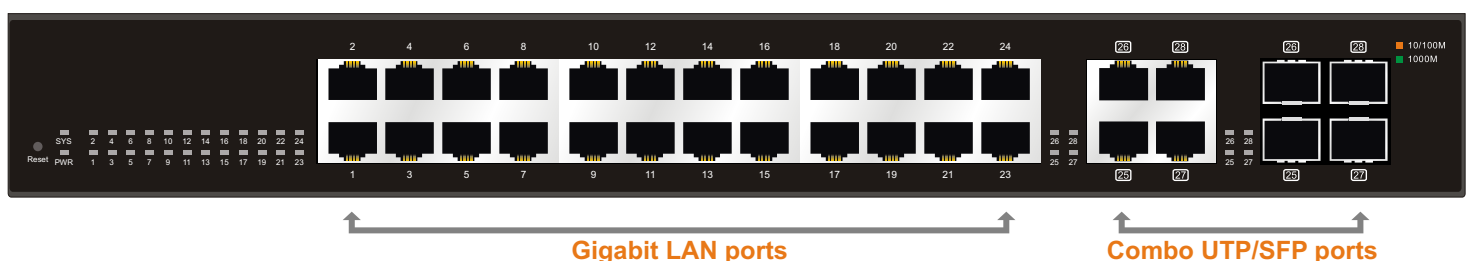 2 4 6 8 10 12 14 16 18 20 22 24 26 28 26 28 10/100M
1000M
SYS 2 4 6 8 10 12 14 16 18 20 22 24 26 28 26 28
Reset PWR 1 3 5 7 9 11 13 15 17 19 21 23 25 27 25 27
1 3 5 7 9 11 13 15 17 19 21 23 25 27 25 27
Gigabit LAN ports Combo UTP/SFP ports